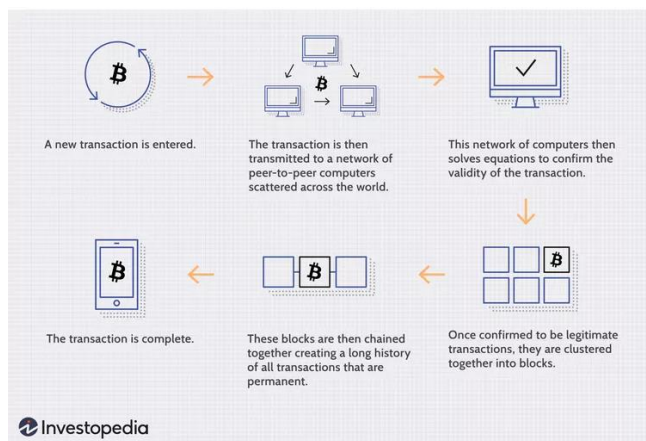 A new transaction is entered.
The transaction is then
transmitted to a network of
peer-to-peer computers
scattered across the world.
This network of computers then
solves equations to confirm the
validity of the transaction.
The transaction is complete.
These blocks are then chained
together creating a long history
of all transactions that are
permanent.
Once confirmed to be legitimate
transactions, they are clustered
together into blocks.
Investopedia